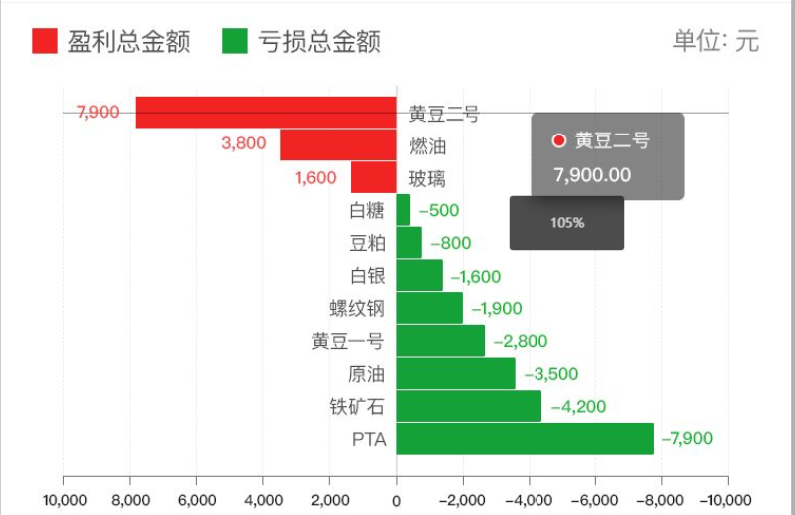 盈利总金额 亏损总金额 单位: 元
7,900 黄豆二号
黄豆二号
7,900.00
3,800 燃油
1,600 玻璃
白糖 -500
105%
豆粕 -800
白银 -1,600
螺纹钢 -1,900
黄豆一号 -2,800
原油 -3,500
铁矿石 -4,200
PTA -7,900
10,000 8,000 6,000 4,000 2,000 0 -2,000 -4,000 -6,000 -8,000 -10,000